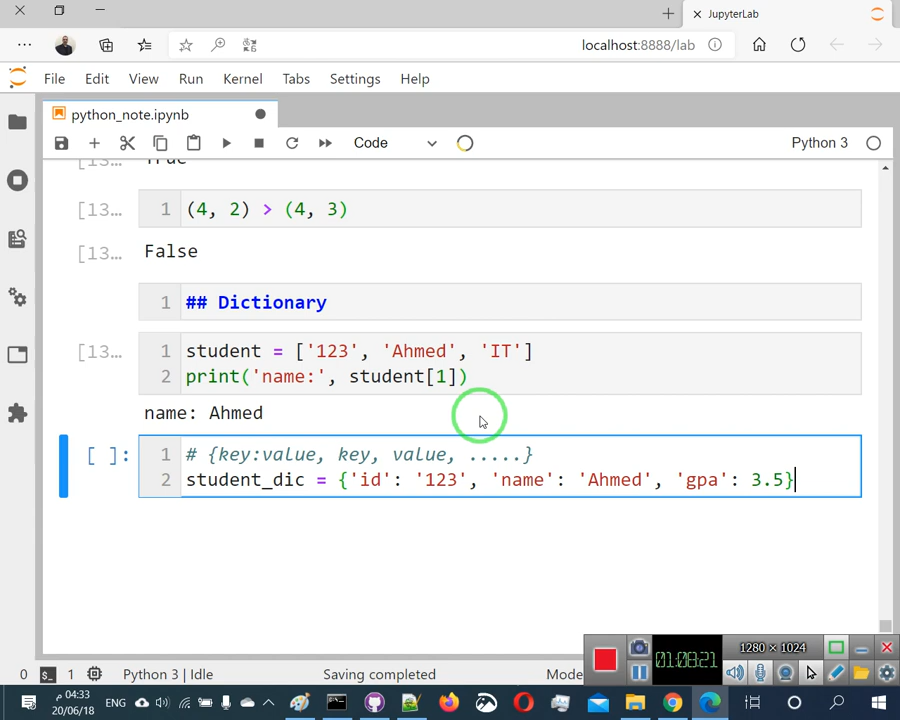 JupyterLab
localhost:8888/lab
File Edit View Run Kernel Tabs Settings Help
python_note.ipynb
Code Python 3
[13… True
[13… 1 (4, 2) > (4, 3)
[13… False
1 ## Dictionary
[13… 1 student = ['123', 'Ahmed', 'IT']
2 print('name:', student[1])
name: Ahmed
[ ]: 1 # {key:value, key, value, .....}
2 student_dic = {'id': '123', 'name': 'Ahmed', 'gpa': 3.5}
01:08:21 1280 × 1024
0 1 Python 3 | Idle Saving completed Mode
04:33 م ENG
20/06/18